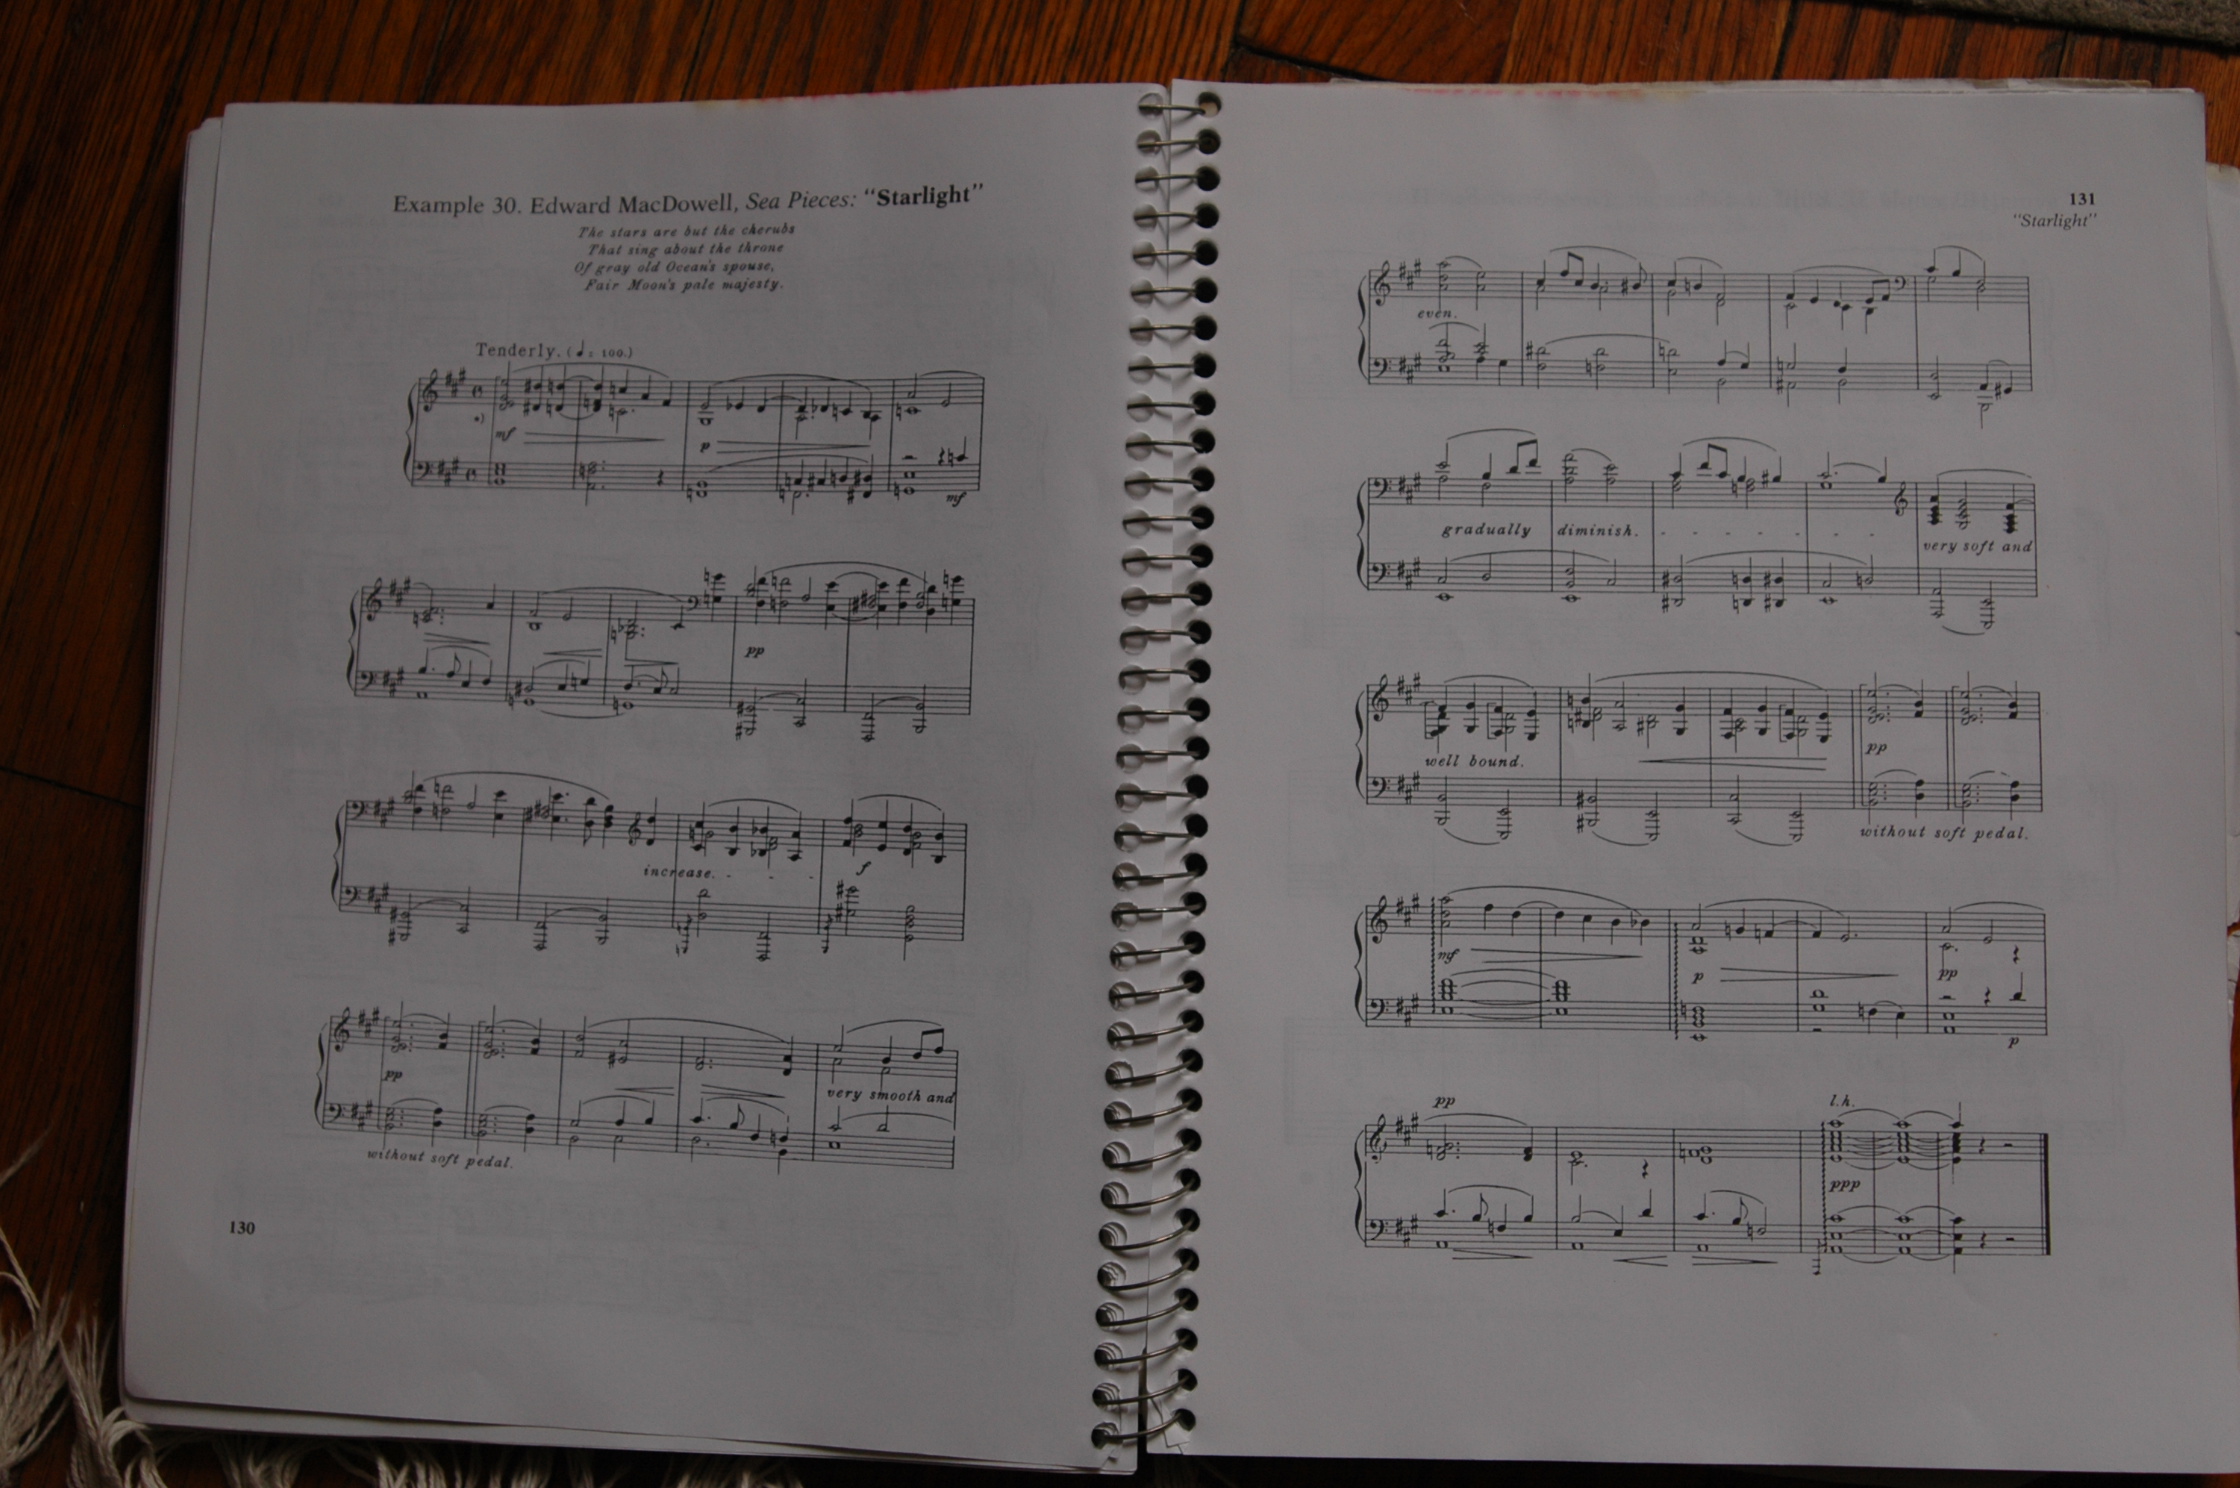 Example 30. Edward MacDowell, Sea Pieces: "Starlight"
The stars are but the cherubs
That sing about the throne
Of gray old Ocean's spouse,
Fair Moon's pale majesty.
Tenderly. (♩ = 100.)
mf
p
mf
pp
increase. - -
f
pp
very smooth and
without soft pedal.
130
131
"Starlight"
even.
gradually diminish. - - - - very soft and
well bound.
pp
without soft pedal.
mf
p
pp
p
pp
l.h.
ppp